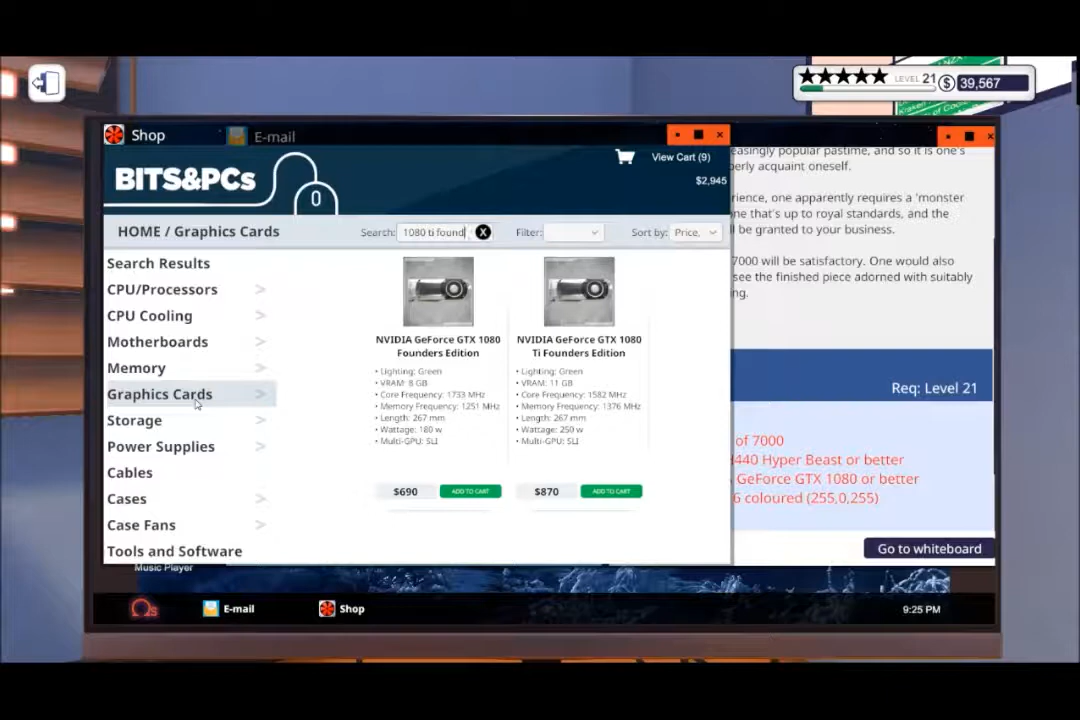 LEVEL 21
$ 39,567
Shop
E-mail
BITS&PCs
View Cart (9)
$2,945
HOME / Graphics Cards
Search: 1080 ti found X
Filter:
Sort by: Price,
Search Results
CPU/Processors >
CPU Cooling >
Motherboards >
Memory >
Graphics Cards >
Storage >
Power Supplies >
Cables
Cases >
Case Fans >
Tools and Software
NVIDIA GeForce GTX 1080
Founders Edition
• Lighting: Green
• VRAM: 8 GB
• Core Frequency: 1733 MHz
• Memory Frequency: 1251 MHz
• Length: 267 mm
• Wattage: 180 w
• Multi-GPU: SLI
$690
ADD TO CART
NVIDIA GeForce GTX 1080
Ti Founders Edition
• Lighting: Green
• VRAM: 11 GB
• Core Frequency: 1582 MHz
• Memory Frequency: 1376 MHz
• Length: 267 mm
• Wattage: 250 w
• Multi-GPU: SLI
$870
ADD TO CART
easingly popular pastime, and so it is one's
perly acquaint oneself.
rience, one apparently requires a 'monster
ne that's up to royal standards, and the
l be granted to your business.
7000 will be satisfactory. One would also
see the finished piece adorned with suitably
ng.
Req: Level 21
of 7000
H440 Hyper Beast or better
GeForce GTX 1080 or better
6 coloured (255,0,255)
Go to whiteboard
Music Player
E-mail
Shop
9:25 PM